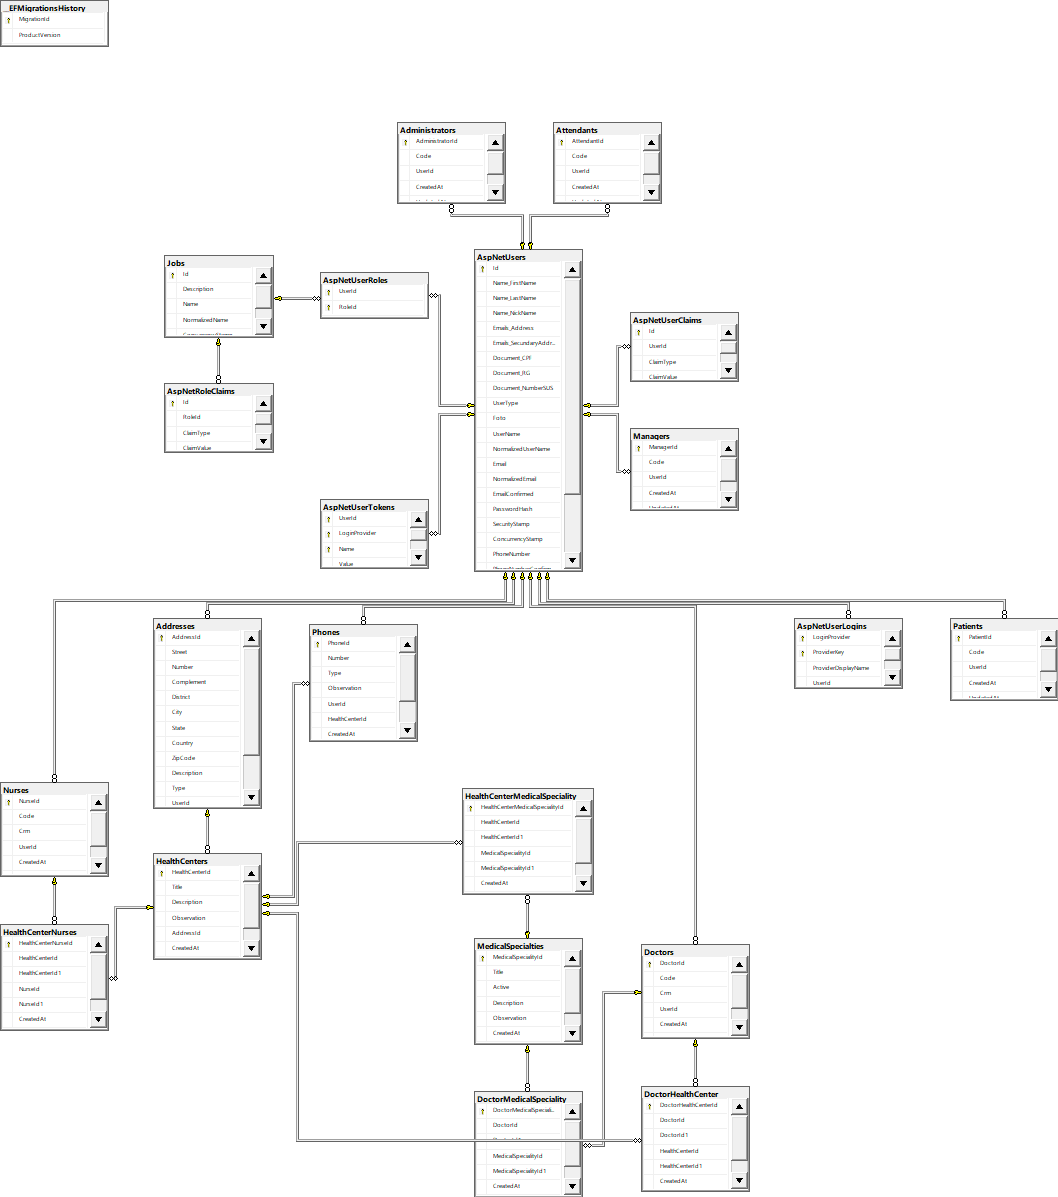 __EFMigrationsHistory
MigrationId
ProductVersion
Administrators
AdministratorId
Code
UserId
CreatedAt
Attendants
AttendantId
Code
UserId
CreatedAt
Jobs
Id
Description
Name
NormalizedName
ConcurrencyStamp
AspNetUserRoles
UserId
RoleId
AspNetUsers
Id
Name_FirstName
Name_LastName
Name_NickName
Emails_Address
Emails_SecundaryAddr...
Document_CPF
Document_RG
Document_NumberSUS
UserType
Foto
UserName
NormalizedUserName
Email
NormalizedEmail
EmailConfirmed
PasswordHash
SecurityStamp
ConcurrencyStamp
PhoneNumber
AspNetUserClaims
Id
UserId
ClaimType
ClaimValue
AspNetRoleClaims
Id
RoleId
ClaimType
ClaimValue
Managers
ManagerId
Code
UserId
CreatedAt
UpdatedAt
AspNetUserTokens
UserId
LoginProvider
Name
Value
Addresses
AddressId
Street
Number
Complement
District
City
State
Country
ZipCode
Description
Type
UserId
Phones
PhoneId
Number
Type
Observation
UserId
HealthCenterId
CreatedAt
AspNetUserLogins
LoginProvider
ProviderKey
ProviderDisplayName
UserId
Patients
PatientId
Code
UserId
CreatedAt
UpdatedAt
Nurses
NurseId
Code
Crm
UserId
CreatedAt
HealthCenterMedicalSpeciality
HealthCenterMedicalSpecialityId
HealthCenterId
HealthCenterId1
MedicalSpecialityId
MedicalSpecialityId1
CreatedAt
HealthCenters
HealthCenterId
Title
Description
Observation
AddressId
CreatedAt
HealthCenterNurses
HealthCenterNurseId
HealthCenterId
HealthCenterId1
NurseId
NurseId1
CreatedAt
MedicalSpecialties
MedicalSpecialityId
Title
Active
Description
Observation
CreatedAt
Doctors
DoctorId
Code
Crm
UserId
CreatedAt
DoctorMedicalSpeciality
DoctorMedicalSpeciali...
DoctorId
MedicalSpecialityId
MedicalSpecialityId1
CreatedAt
DoctorHealthCenter
DoctorHealthCenterId
DoctorId
DoctorId1
HealthCenterId
HealthCenterId1
CreatedAt